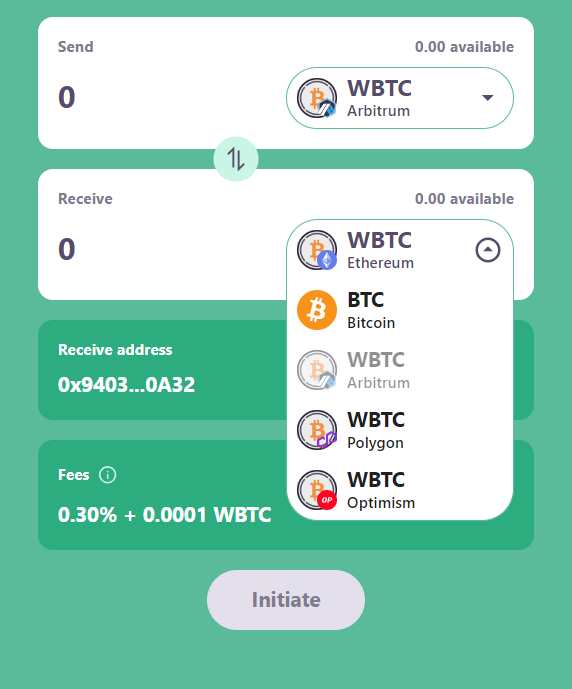 Send
0.00 available
0
WBTC
Arbitrum
Receive
0.00 available
0
WBTC
Ethereum
BTC
Bitcoin
WBTC
Arbitrum
WBTC
Polygon
WBTC
OP
Optimism
Receive address
0x9403...0A32
Fees
0.30% + 0.0001 WBTC
Initiate